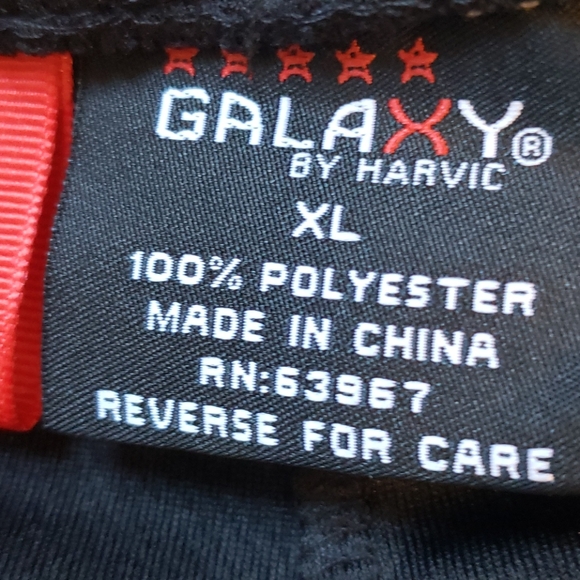 GALAXY®
BY HARVIC
XL
100% POLYESTER
MADE IN CHINA
RN:63967
REVERSE FOR CARE